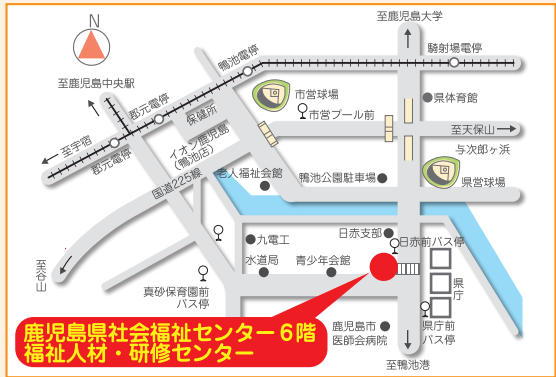 N
至鹿児島大学
騎射場電停
至鹿児島中央駅
鴨池電停
市営球場
県体育館
郡元電停
保健所
市営プール前
至天保山
至宇宿
郡元電停
イオン鹿児島
(鴨池店)
与次郎ヶ浜
国道225線
老人福祉会館
鴨池公園駐車場
県営球場
日赤支部
日赤前バス停
九電工
水道局
青少年会館
至谷山
真砂保育園前
バス停
県庁
鹿児島市
医師会病院
県庁前
バス停
至鴨池港
鹿児島県社会福祉センター6階
福祉人材・研修センター